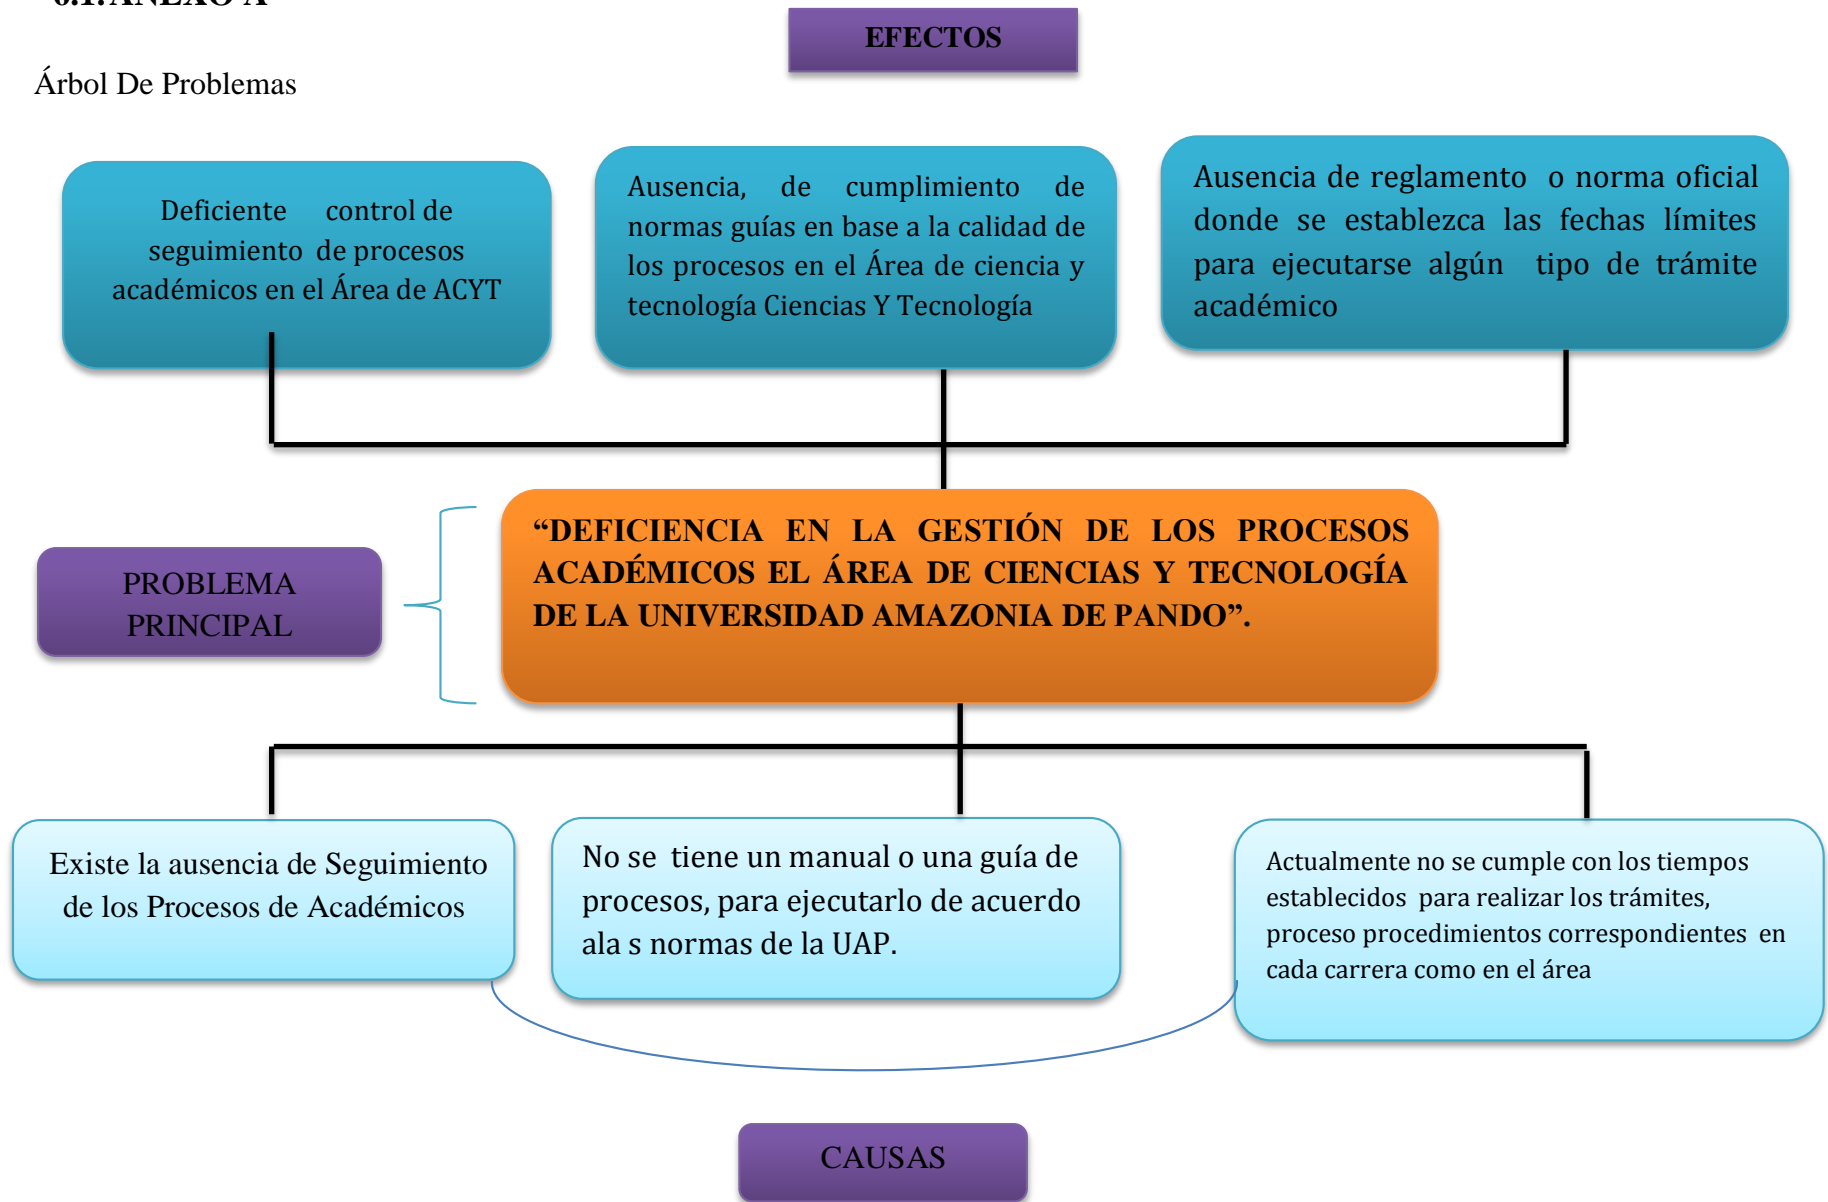 6.1. ANEXO A
EFECTOS
Árbol De Problemas
Deficiente control de
seguimiento de procesos
académicos en el Área de ACYT
Ausencia, de cumplimiento de
normas guías en base a la calidad de
los procesos en el Área de ciencia y
tecnología Ciencias Y Tecnología
Ausencia de reglamento o norma oficial
donde se establezca las fechas límites
para ejecutarse algún tipo de trámite
académico
PROBLEMA
PRINCIPAL
“DEFICIENCIA EN LA GESTIÓN DE LOS PROCESOS
ACADÉMICOS EL ÁREA DE CIENCIAS Y TECNOLOGÍA
DE LA UNIVERSIDAD AMAZONIA DE PANDO”.
Existe la ausencia de Seguimiento
de los Procesos de Académicos
No se tiene un manual o una guía de
procesos, para ejecutarlo de acuerdo
ala s normas de la UAP.
Actualmente no se cumple con los tiempos
establecidos para realizar los trámites,
proceso procedimientos correspondientes en
cada carrera como en el área
CAUSAS